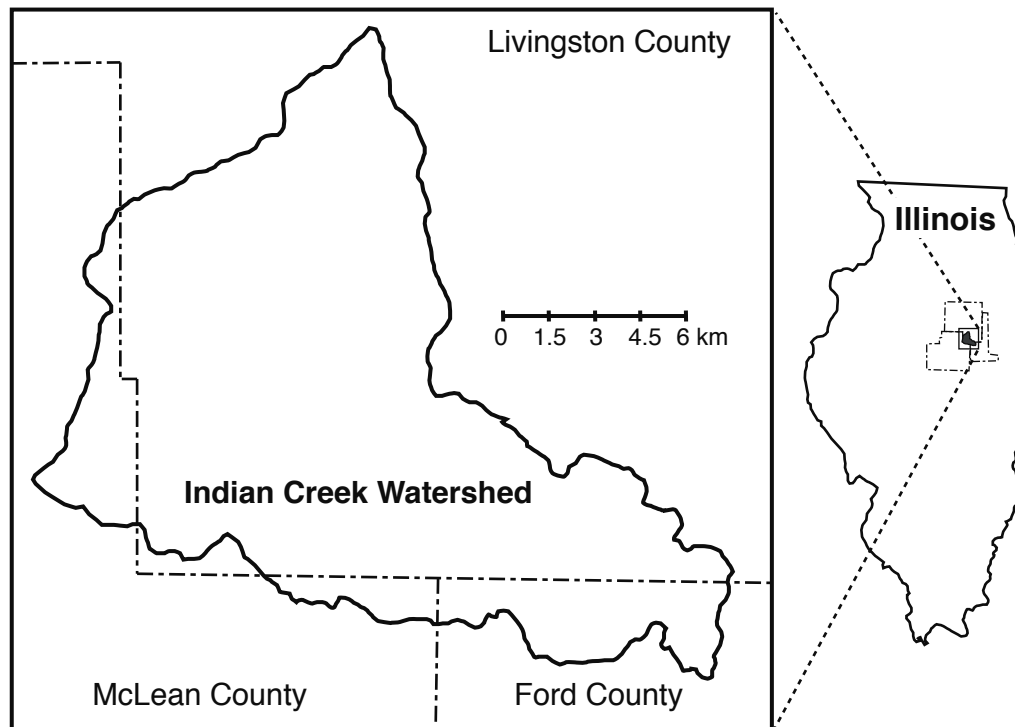 Livingston County
Illinois
0 1.5 3 4.5 6 km
Indian Creek Watershed
McLean County
Ford County